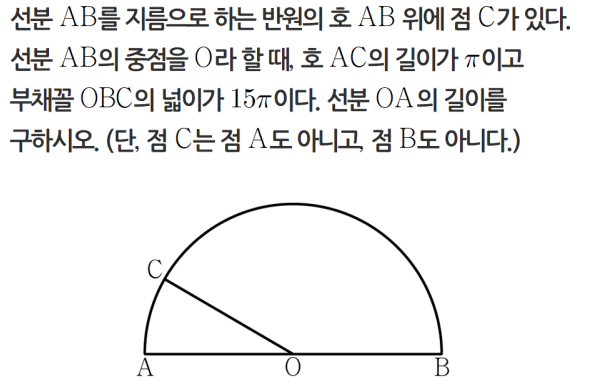 선분 AB를 지름으로 하는 반원의 호 AB 위에 점 C가 있다.
선분 AB의 중점을 O라 할 때, 호 AC의 길이가 π이고
부채꼴 OBC의 넓이가 15π이다. 선분 OA의 길이를
구하시오. (단, 점 C는 점 A도 아니고, 점 B도 아니다.)
C
A O B